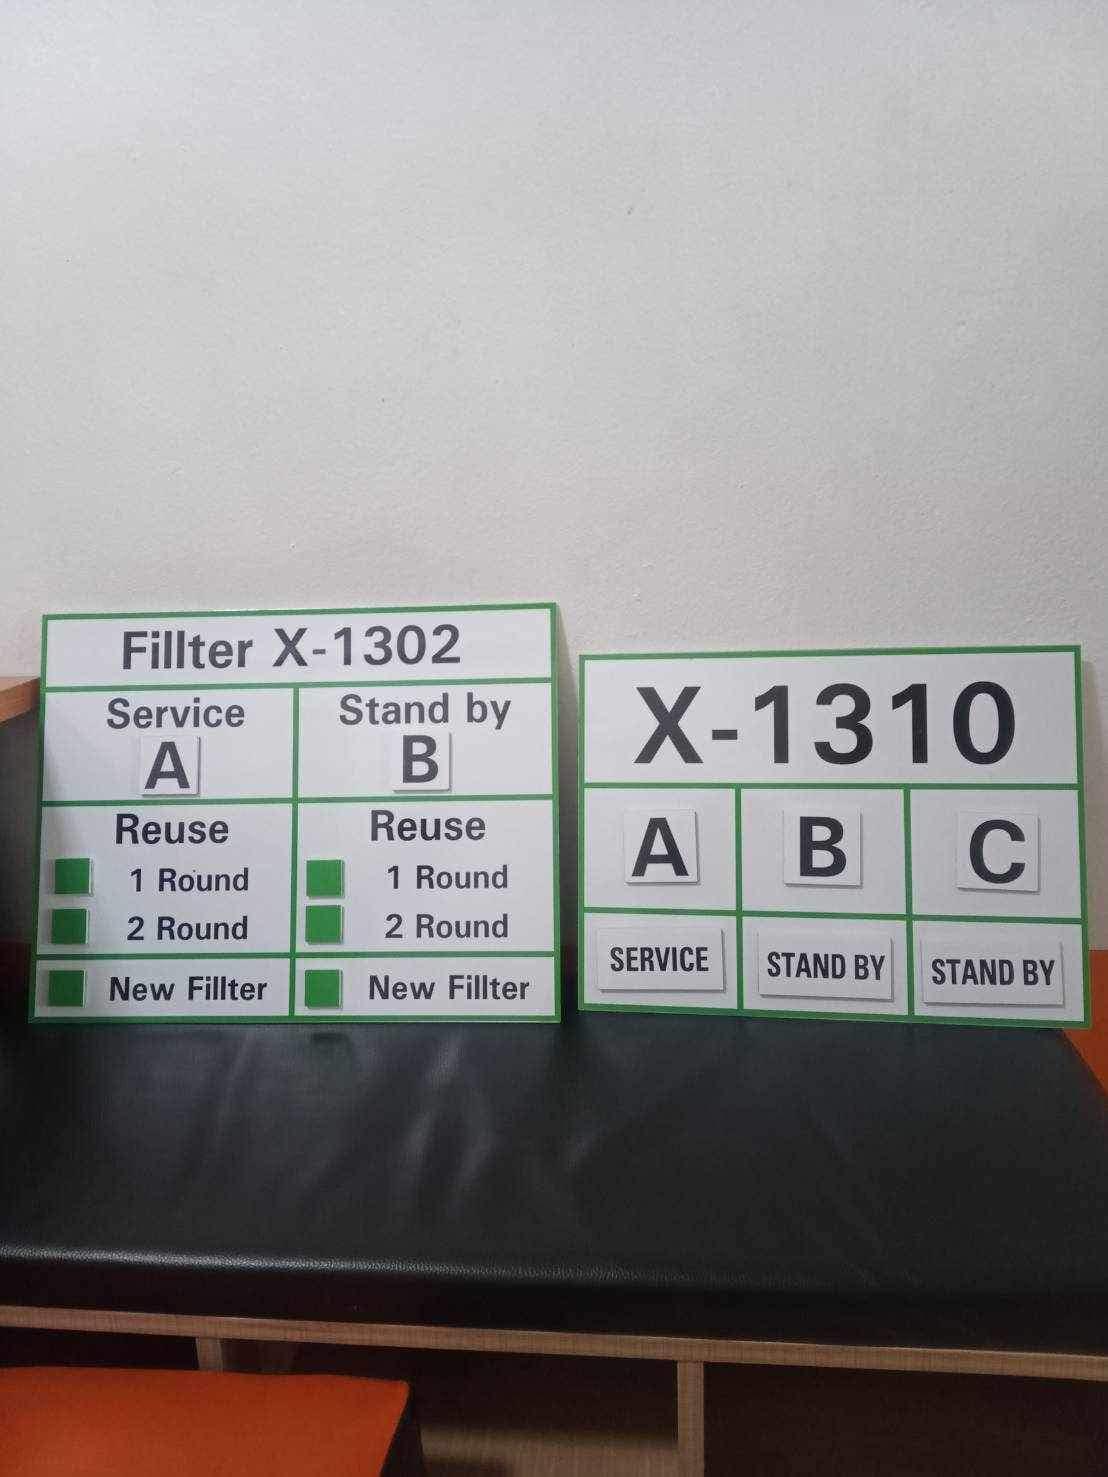 Fillter X-1302
Service
A
Stand by
B
Reuse
1 Round
2 Round
Reuse
1 Round
2 Round
New Fillter
New Fillter
X-1310
A
B
C
SERVICE
STAND BY
STAND BY